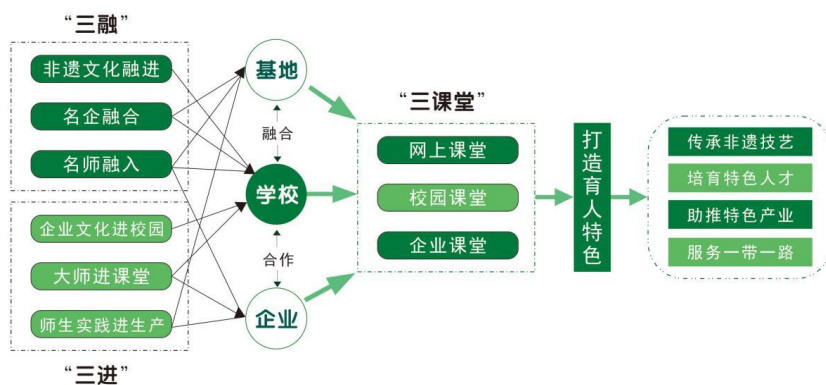 “三融”
非遗文化融进
名企融合
名师融入
企业文化进校园
大师进课堂
师生实践进生产
“三进”
基地
融合
学校
合作
企业
“三课堂”
网上课堂
校园课堂
企业课堂
打造育人特色
传承非遗技艺
培育特色人才
助推特色产业
服务一带一路